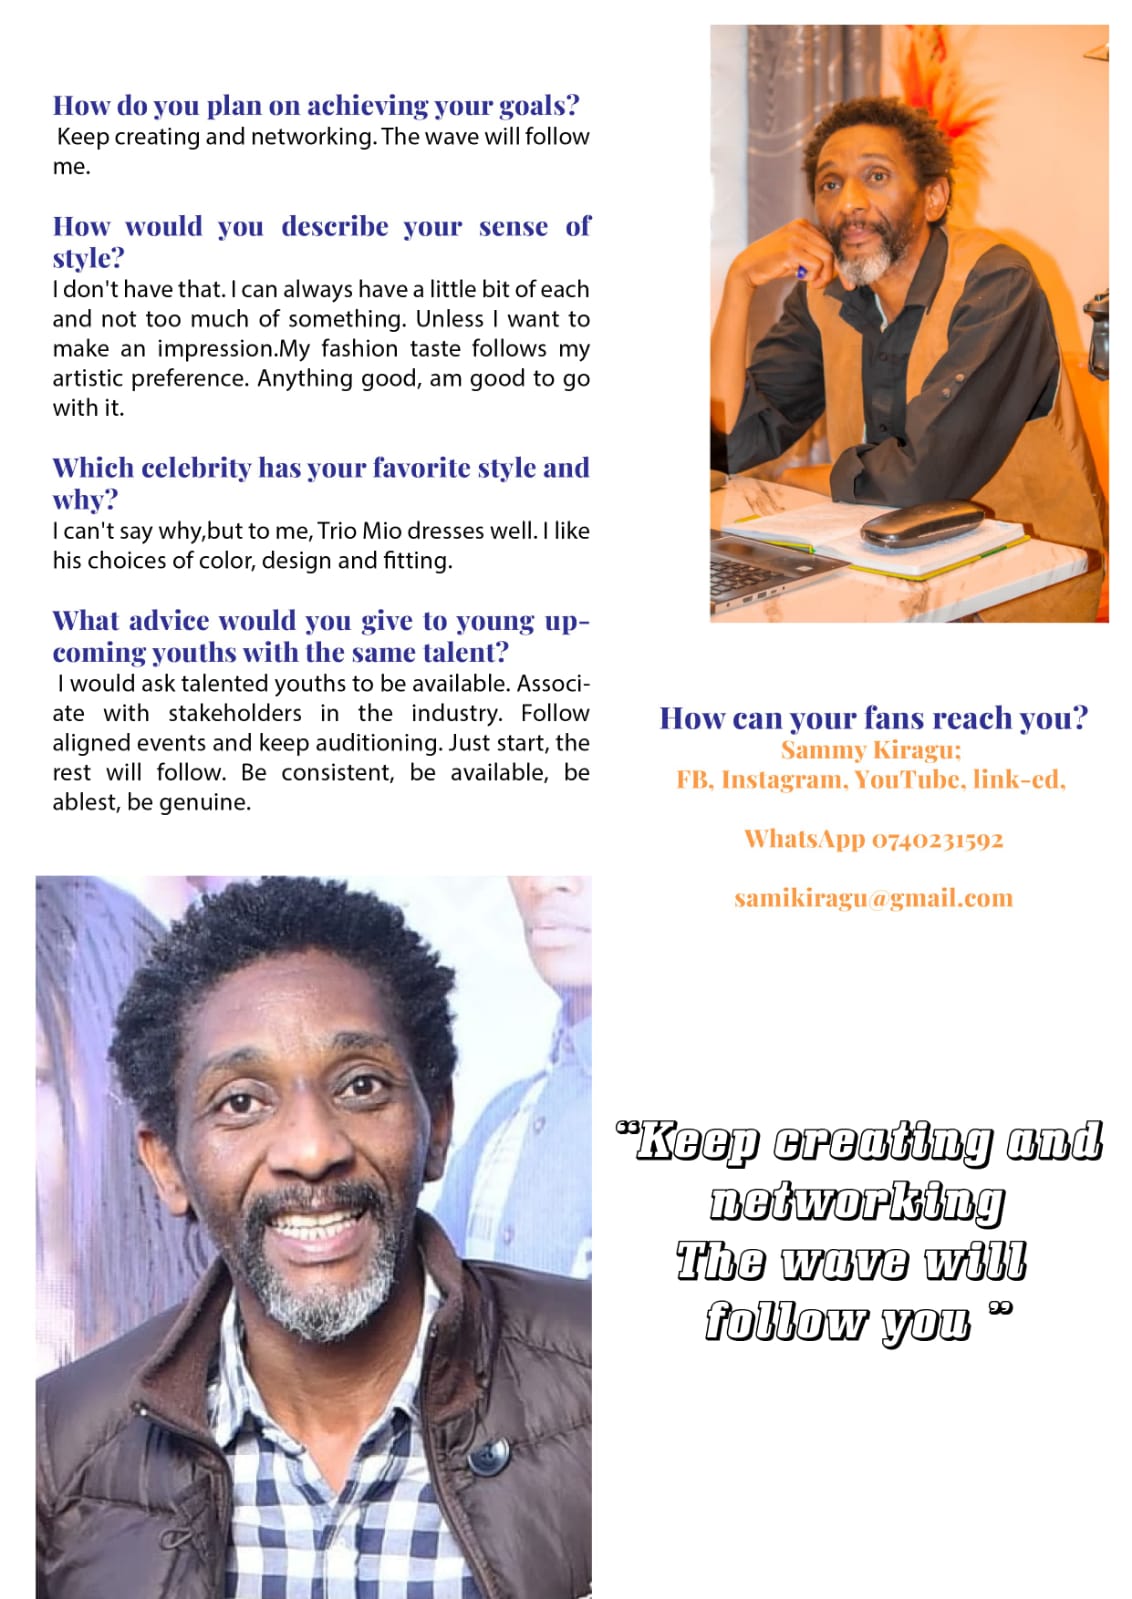 How do you plan on achieving your goals?
Keep creating and networking. The wave will follow
me.
How would you describe your sense of
style?
I don't have that. I can always have a little bit of each
and not too much of something. Unless I want to
make an impression.My fashion taste follows my
artistic preference. Anything good, am good to go
with it.
Which celebrity has your favorite style and
why?
I can't say why,but to me, Trio Mio dresses well. I like
his choices of color, design and fitting.
What advice would you give to young up-
coming youths with the same talent?
I would ask talented youths to be available. Associ-
ate with stakeholders in the industry. Follow
aligned events and keep auditioning. Just start, the
rest will follow. Be consistent, be available, be
ablest, be genuine.
How can your fans reach you?
Sammy Kiragu;
FB, Instagram, YouTube, link-ed,
WhatsApp 0740231592
samikiragu@gmail.com
“Keep creating and
networking
The wave will
follow you ”